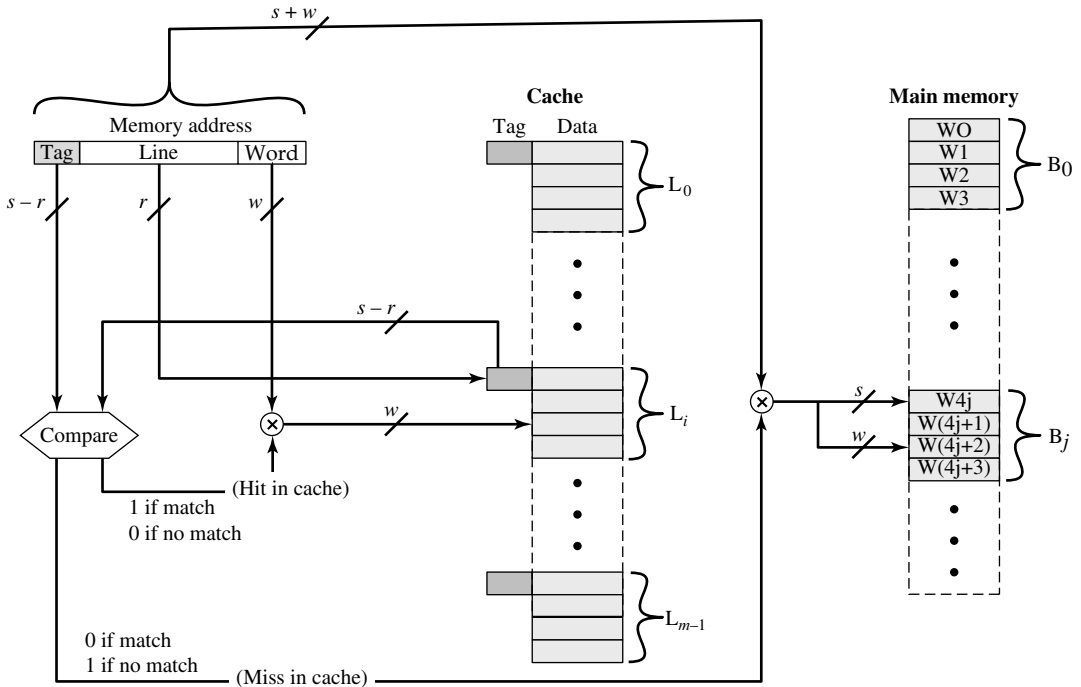 s + w
Cache
Main memory
Memory address
Tag Data
Tag Line Word
WO
W1
W2
W3
B0
L0
s – r
r
w
s – r
w
Li
s
w
W4j
W(4j+1)
W(4j+2)
W(4j+3)
Bj
Compare
(Hit in cache)
1 if match
0 if no match
Lm–1
0 if match
1 if no match
(Miss in cache)